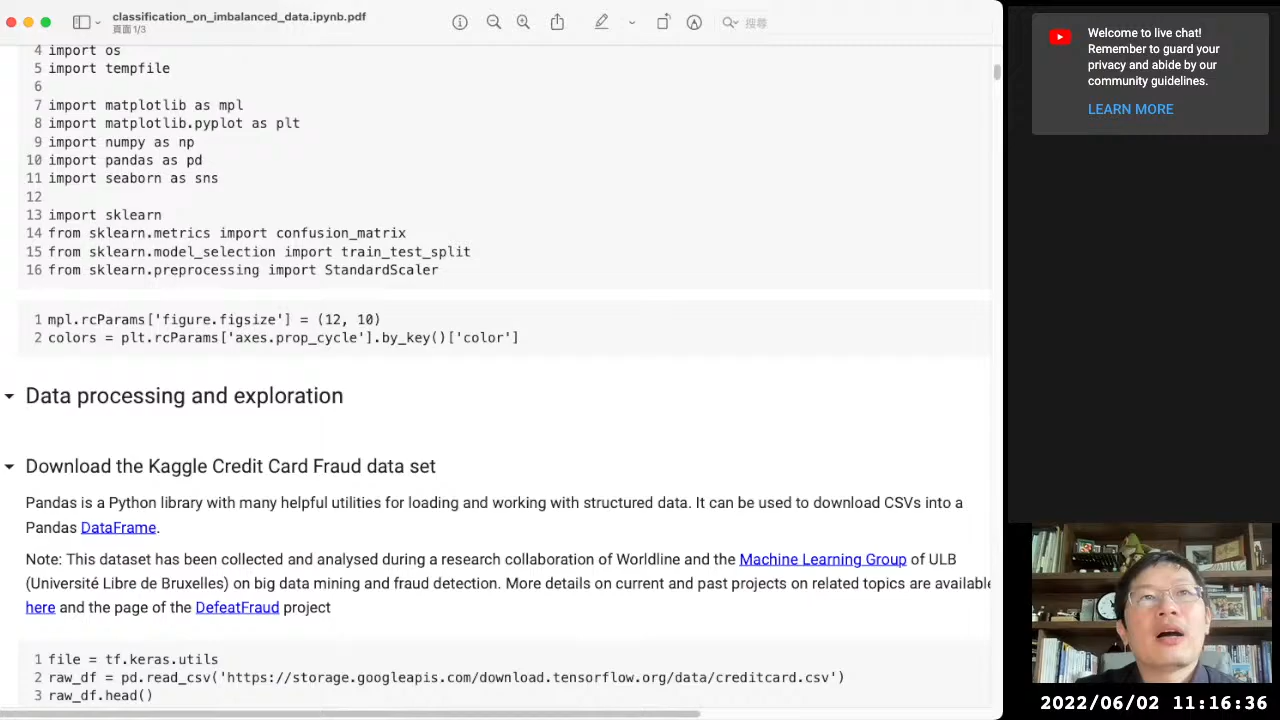 classification_on_imbalanced_data.ipynb.pdf
頁面 1/3
搜尋
4 import os
5 import tempfile
6
7 import matplotlib as mpl
8 import matplotlib.pyplot as plt
9 import numpy as np
10 import pandas as pd
11 import seaborn as sns
12
13 import sklearn
14 from sklearn.metrics import confusion_matrix
15 from sklearn.model_selection import train_test_split
16 from sklearn.preprocessing import StandardScaler
1 mpl.rcParams['figure.figsize'] = (12, 10)
2 colors = plt.rcParams['axes.prop_cycle'].by_key()['color']
Data processing and exploration
Download the Kaggle Credit Card Fraud data set
Pandas is a Python library with many helpful utilities for loading and working with structured data. It can be used to download CSVs into a
Pandas DataFrame.
Note: This dataset has been collected and analysed during a research collaboration of Worldline and the Machine Learning Group of ULB
(Université Libre de Bruxelles) on big data mining and fraud detection. More details on current and past projects on related topics are available
here and the page of the DefeatFraud project
1 file = tf.keras.utils
2 raw_df = pd.read_csv('https://storage.googleapis.com/download.tensorflow.org/data/creditcard.csv')
3 raw_df.head()
Welcome to live chat!
Remember to guard your
privacy and abide by our
community guidelines.
LEARN MORE
2022/06/02 11:16:36